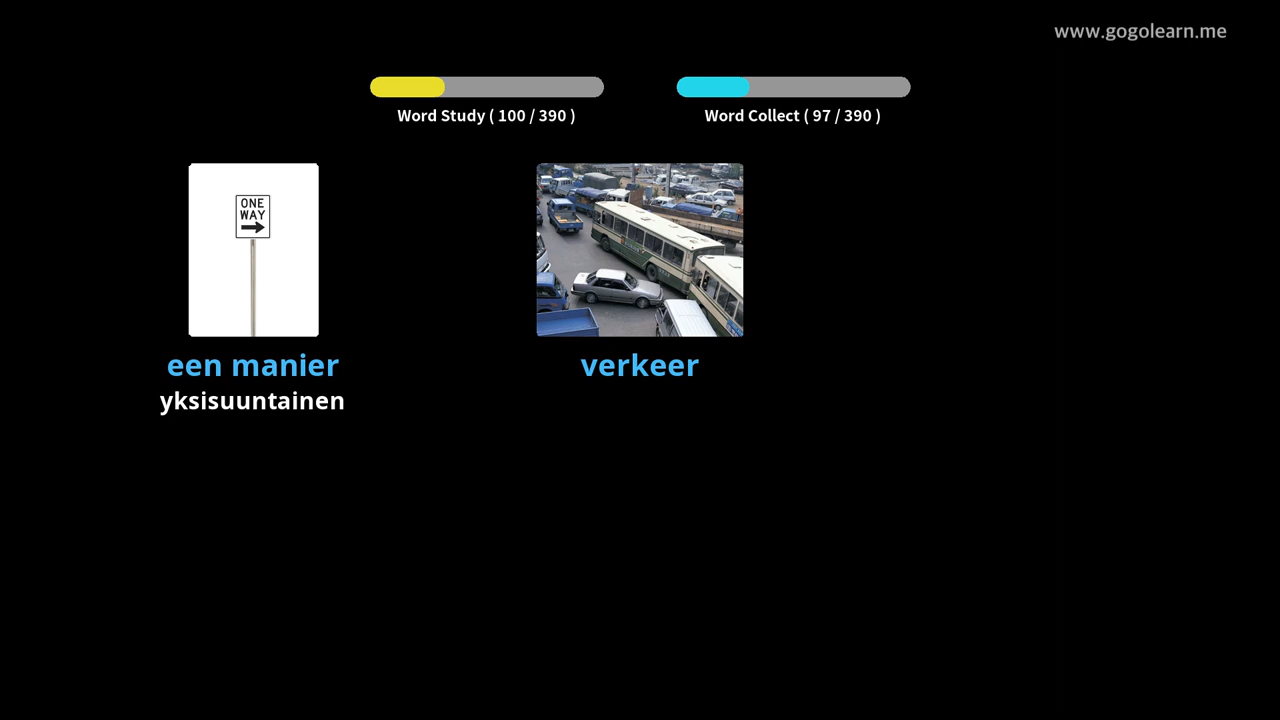 www.gogolearn.me
Word Study ( 100 / 390 )
Word Collect ( 97 / 390 )
ONE
WAY
een manier
verkeer
yksisuuntainen